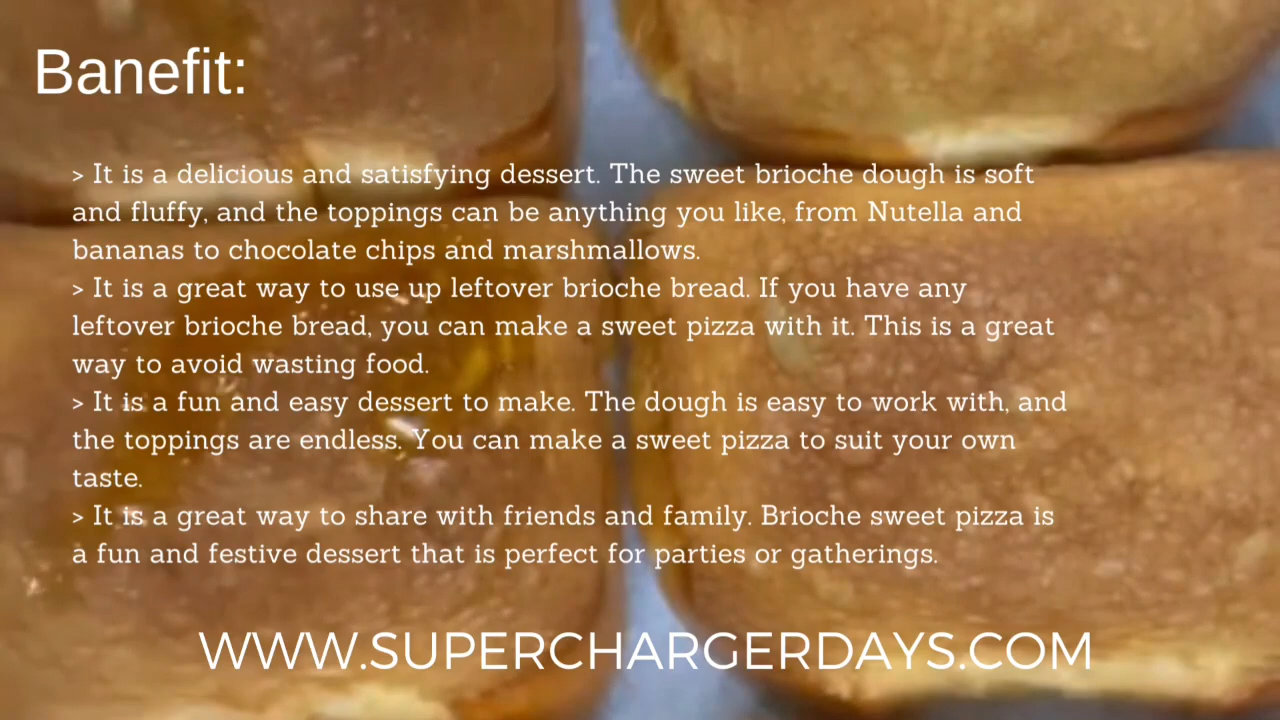 Banefit:
> It is a delicious and satisfying dessert. The sweet brioche dough is soft
and fluffy, and the toppings can be anything you like, from Nutella and
bananas to chocolate chips and marshmallows.
> It is a great way to use up leftover brioche bread. If you have any
leftover brioche bread, you can make a sweet pizza with it. This is a great
way to avoid wasting food.
> It is a fun and easy dessert to make. The dough is easy to work with, and
the toppings are endless. You can make a sweet pizza to suit your own
taste.
> It is a great way to share with friends and family. Brioche sweet pizza is
a fun and festive dessert that is perfect for parties or gatherings.
WWW.SUPERCHARGERDAYS.COM